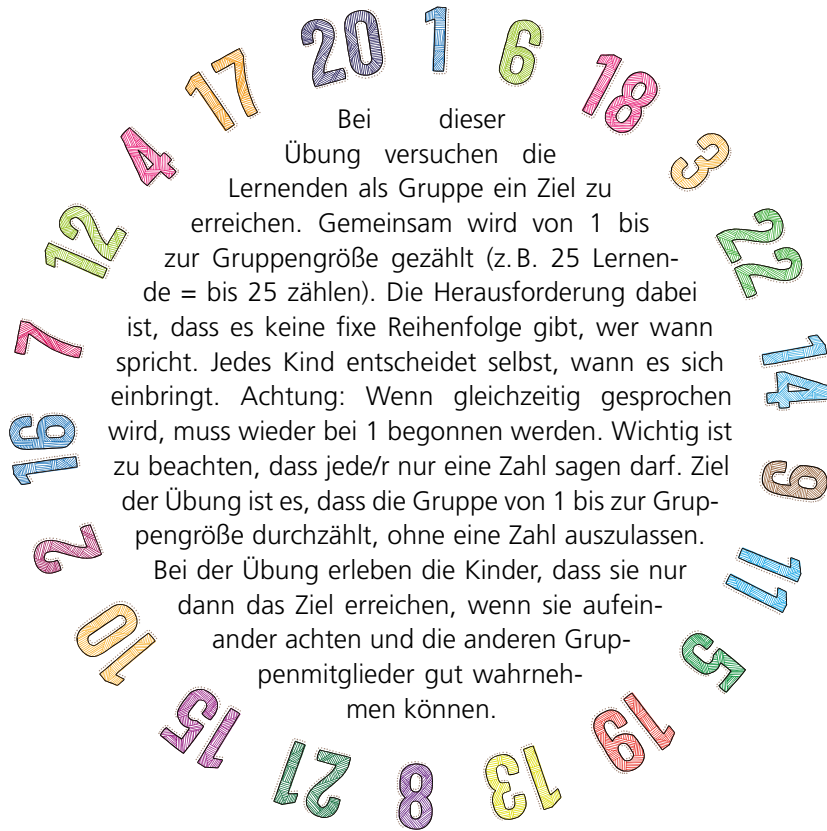 20
1
6
18
3
22
14
9
11
5
19
13
8
21
15
10
2
16
7
12
4
17
Bei dieser
Übung versuchen die
Lernenden als Gruppe ein Ziel zu
erreichen. Gemeinsam wird von 1 bis
zur Gruppengröße gezählt (z. B. 25 Lernen-
de = bis 25 zählen). Die Herausforderung dabei
ist, dass es keine fixe Reihenfolge gibt, wer wann
spricht. Jedes Kind entscheidet selbst, wann es sich
einbringt. Achtung: Wenn gleichzeitig gesprochen
wird, muss wieder bei 1 begonnen werden. Wichtig ist
zu beachten, dass jede/r nur eine Zahl sagen darf. Ziel
der Übung ist es, dass die Gruppe von 1 bis zur Grup-
pengröße durchzählt, ohne eine Zahl auszulassen.
Bei der Übung erleben die Kinder, dass sie nur
dann das Ziel erreichen, wenn sie aufein-
ander achten und die anderen Grup-
penmitglieder gut wahrneh-
men können.